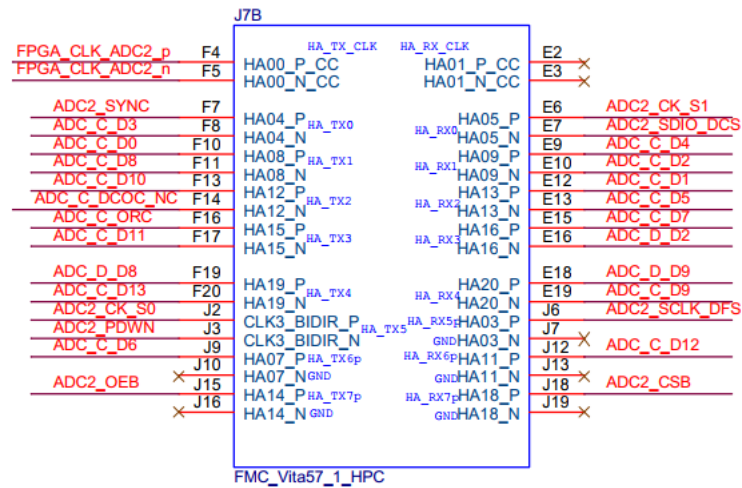 J7B
HA_TX_CLK HA_RX_CLK
FPGA_CLK_ADC2_p F4 HA00_P_CC HA01_P_CC E2
FPGA_CLK_ADC2_n F5 HA00_N_CC HA01_N_CC E3
ADC2_SYNC F7 HA04_P HA05_P E6 ADC2_CK_S1
HA_TX0 HA_RX0
ADC_C_D3 F8 HA04_N HA05_N E7 ADC2_SDIO_DCS
ADC_C_D0 F10 HA08_P HA09_P E9 ADC_C_D4
HA_TX1 HA_RX1
ADC_C_D8 F11 HA08_N HA09_N E10 ADC_C_D2
ADC_C_D10 F13 HA12_P HA13_P E12 ADC_C_D1
HA_TX2 HA_RX2
ADC_C_DCOC_NC F14 HA12_N HA13_N E13 ADC_C_D5
ADC_C_ORC F16 HA15_P HA16_P E15 ADC_C_D7
HA_TX3 HA_RX3
ADC_C_D11 F17 HA15_N HA16_N E16 ADC_D_D2
ADC_D_D8 F19 HA19_P HA20_P E18 ADC_D_D9
HA_TX4 HA_RX4
ADC_C_D13 F20 HA19_N HA20_N E19 ADC_C_D9
ADC2_CK_S0 J2 CLK3_BIDIR_P HA_RX5p HA03_P J6 ADC2_SCLK_DFS
HA_TX5
ADC2_PDWN J3 CLK3_BIDIR_N GND HA03_N J7
ADC_C_D6 J9 HA07_P HA_TX6p HA_RX6p HA11_P J12 ADC_C_D12
J10 HA07_N GND GND HA11_N J13
ADC2_OEB J15 HA14_P HA_TX7p HA_RX7p HA18_P J18 ADC2_CSB
J16 HA14_N GND GND HA18_N J19
FMC_Vita57_1_HPC